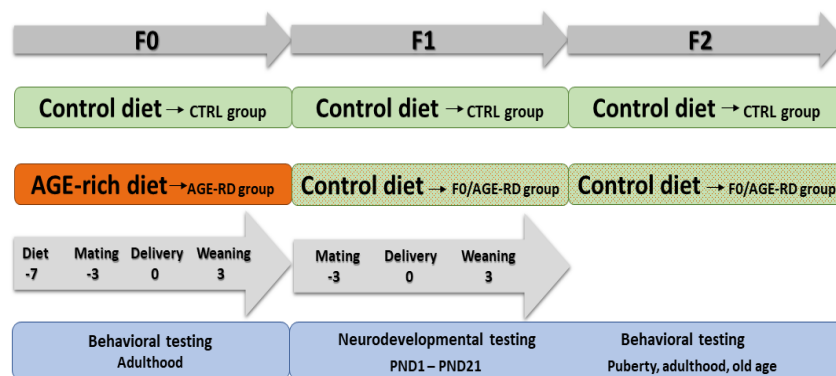 F0 F1 F2
Control diet → CTRL group Control diet → CTRL group Control diet → CTRL group
AGE-rich diet →AGE-RD group Control diet → F0/AGE-RD group Control diet → F0/AGE-RD group
Diet Mating Delivery Weaning Mating Delivery Weaning
-7 -3 0 3 -3 0 3
Behavioral testing Neurodevelopmental testing Behavioral testing
Adulthood PND1 – PND21 Puberty, adulthood, old age